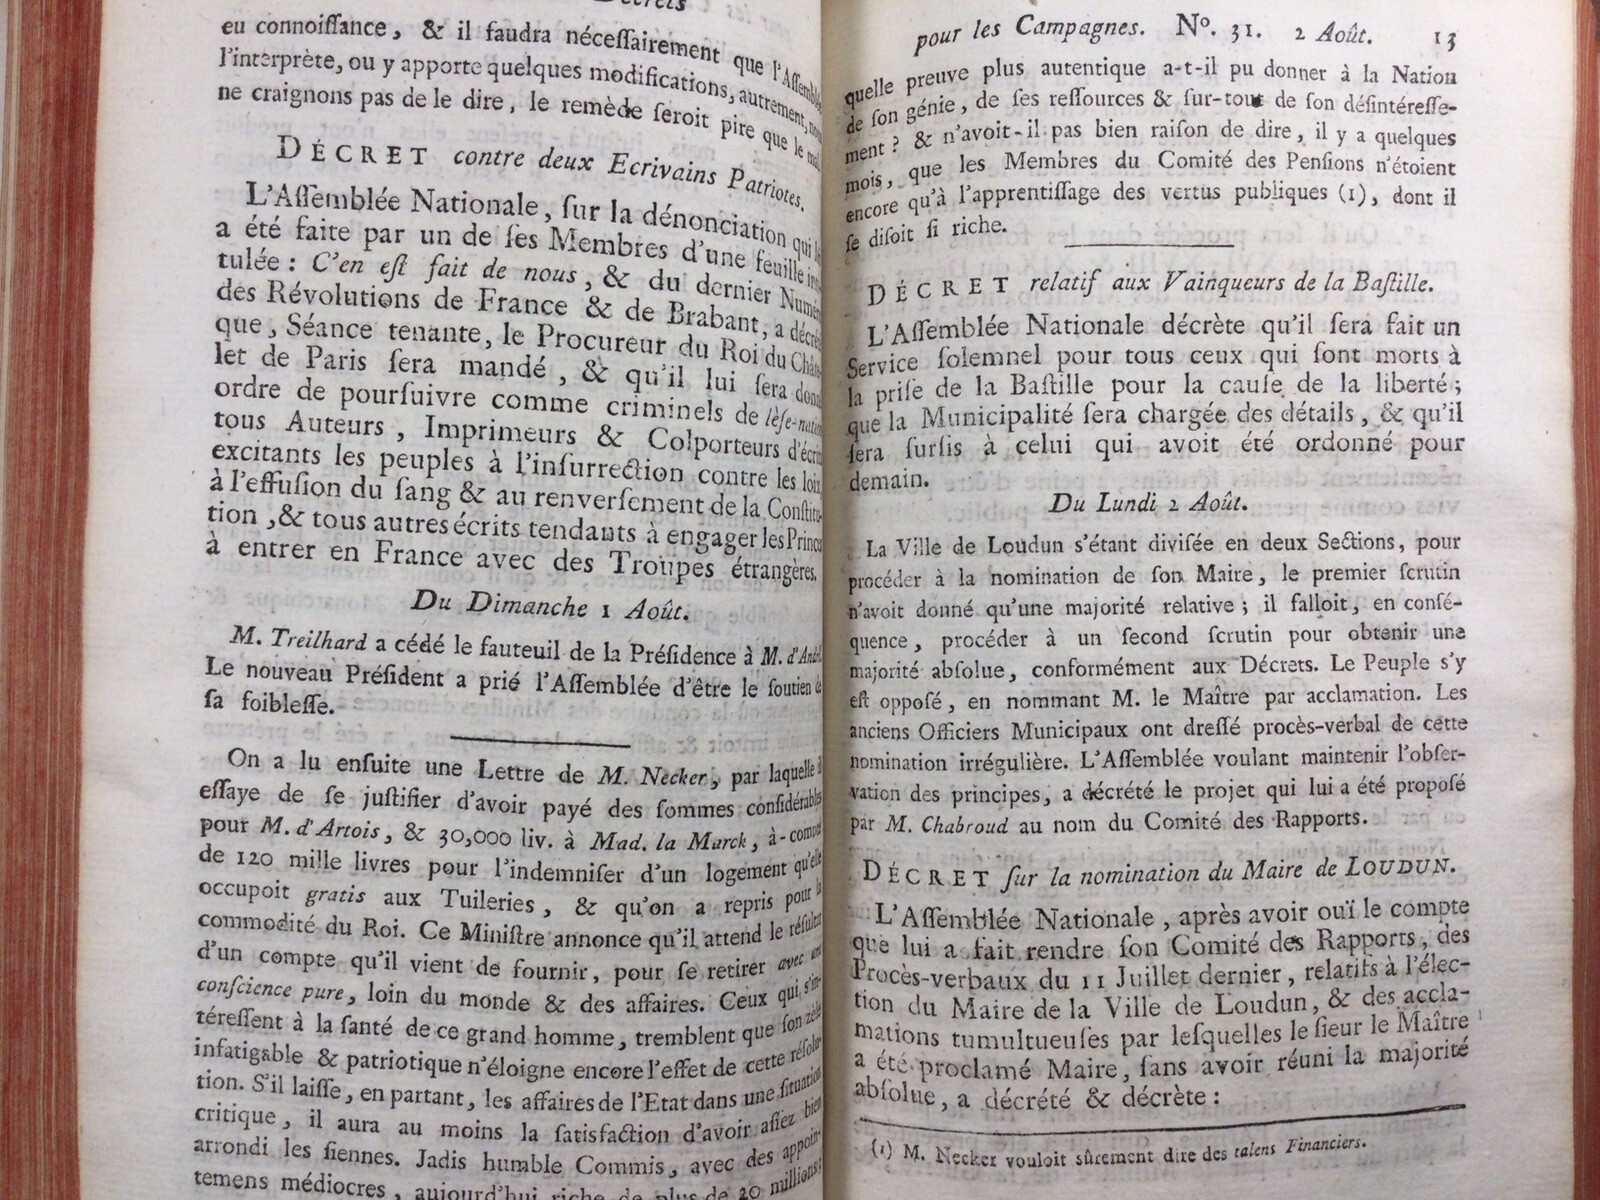 Décrets
eu connoiſſance, & il faudra néceſſairement que l'Aſſemblée
l'interprète, ou y apporte quelques modifications, autrement, nous
ne craignons pas de le dire, le remède ſeroit pire que le mal.
DÉCRET contre deux Ecrivains Patriotes.
L'Aſſemblée Nationale, ſur la dénonciation qui lui
a été faite par un de ſes Membres d'une feuille inti-
tulée : C'en eſt fait de nous, & du dernier Numéro
des Révolutions de France & de Brabant, a décrété
que, Séance tenante, le Procureur du Roi du Châte-
let de Paris ſera mandé, & qu'il lui ſera donné
ordre de pourſuivre comme criminels de lèſe-nation
tous Auteurs, Imprimeurs & Colporteurs d'écrits
excitants les peuples à l'inſurrection contre les loix,
à l'effuſion du ſang & au renverſement de la Conſtitu-
tion, & tous autres écrits tendants à engager les Princes
à entrer en France avec des Troupes étrangères.
Du Dimanche 1 Août.
M. Treilhard a cédé le fauteuil de la Préſidence à M. d'André.
Le nouveau Préſident a prié l'Aſſemblée d'être le ſoutien de
ſa foibleſſe.
On a lu enſuite une Lettre de M. Necker, par laquelle il
eſſaye de ſe juſtifier d'avoir payé des ſommes conſidérables
pour M. d'Artois, & 30,000 liv. à Mad. la Marck, à-compte
de 120 mille livres pour l'indemniſer d'un logement qu'elle
occupoit gratis aux Tuileries, & qu'on a repris pour la
commodité du Roi. Ce Miniſtre annonce qu'il attend le réſultat
d'un compte qu'il vient de fournir, pour ſe retirer avec une
conſcience pure, loin du monde & des affaires. Ceux qui s'in-
téreſſent à la ſanté de ce grand homme, tremblent que ſon zèle
infatigable & patriotique n'éloigne encore l'effet de cette réſolu-
tion. S'il laiſſe, en partant, les affaires de l'Etat dans une ſituation
critique, il aura au moins la ſatisfaction d'avoir aſſez bien
arrondi les ſiennes. Jadis humble Commis, avec des appoin-
temens médiocres, aujourd'hui riche de plus de 20 millions:
pour les Campagnes. N°. 31. 2 Août. 13
quelle preuve plus autentique a-t-il pu donner à la Nation
de ſon génie, de ſes reſſources & ſur-tout de ſon déſintéreſſe-
ment ? & n'avoit-il pas bien raiſon de dire, il y a quelques
mois, que les Membres du Comité des Penſions n'étoient
encore qu'à l'apprentiſſage des vertus publiques (1), dont il
ſe diſoit ſi riche.
DÉCRET relatif aux Vainqueurs de la Baſtille.
L'Aſſemblée Nationale décrète qu'il ſera fait un
Service ſolemnel pour tous ceux qui ſont morts à
la priſe de la Baſtille pour la cauſe de la liberté ;
que la Municipalité ſera chargée des détails, & qu'il
ſera ſurſis à celui qui avoit été ordonné pour
demain.
Du Lundi 2 Août.
La Ville de Loudun s'étant diviſée en deux Sections, pour
procéder à la nomination de ſon Maire, le premier ſcrutin
n'avoit donné qu'une majorité relative ; il falloit, en conſé-
quence, procéder à un ſecond ſcrutin pour obtenir une
majorité abſolue, conformément aux Décrets. Le Peuple s'y
eſt oppoſé, en nommant M. le Maître par acclamation. Les
anciens Officiers Municipaux ont dreſſé procès-verbal de cette
nomination irrégulière. L'Aſſemblée voulant maintenir l'obſer-
vation des principes, a décrété le projet qui lui a été propoſé
par M. Chabroud au nom du Comité des Rapports.
DÉCRET ſur la nomination du Maire de LOUDUN.
L'Aſſemblée Nationale, après avoir ouï le compte
que lui a fait rendre ſon Comité des Rapports, des
Procès-verbaux du 11 Juillet dernier, relatifs à l'élec-
tion du Maire de la Ville de Loudun, & des accla-
mations tumultueuſes par leſquelles le ſieur le Maître
a été proclamé Maire, ſans avoir réuni la majorité
abſolue, a décrété & décrète :
(1) M. Necker vouloit sûrement dire des talens Financiers.